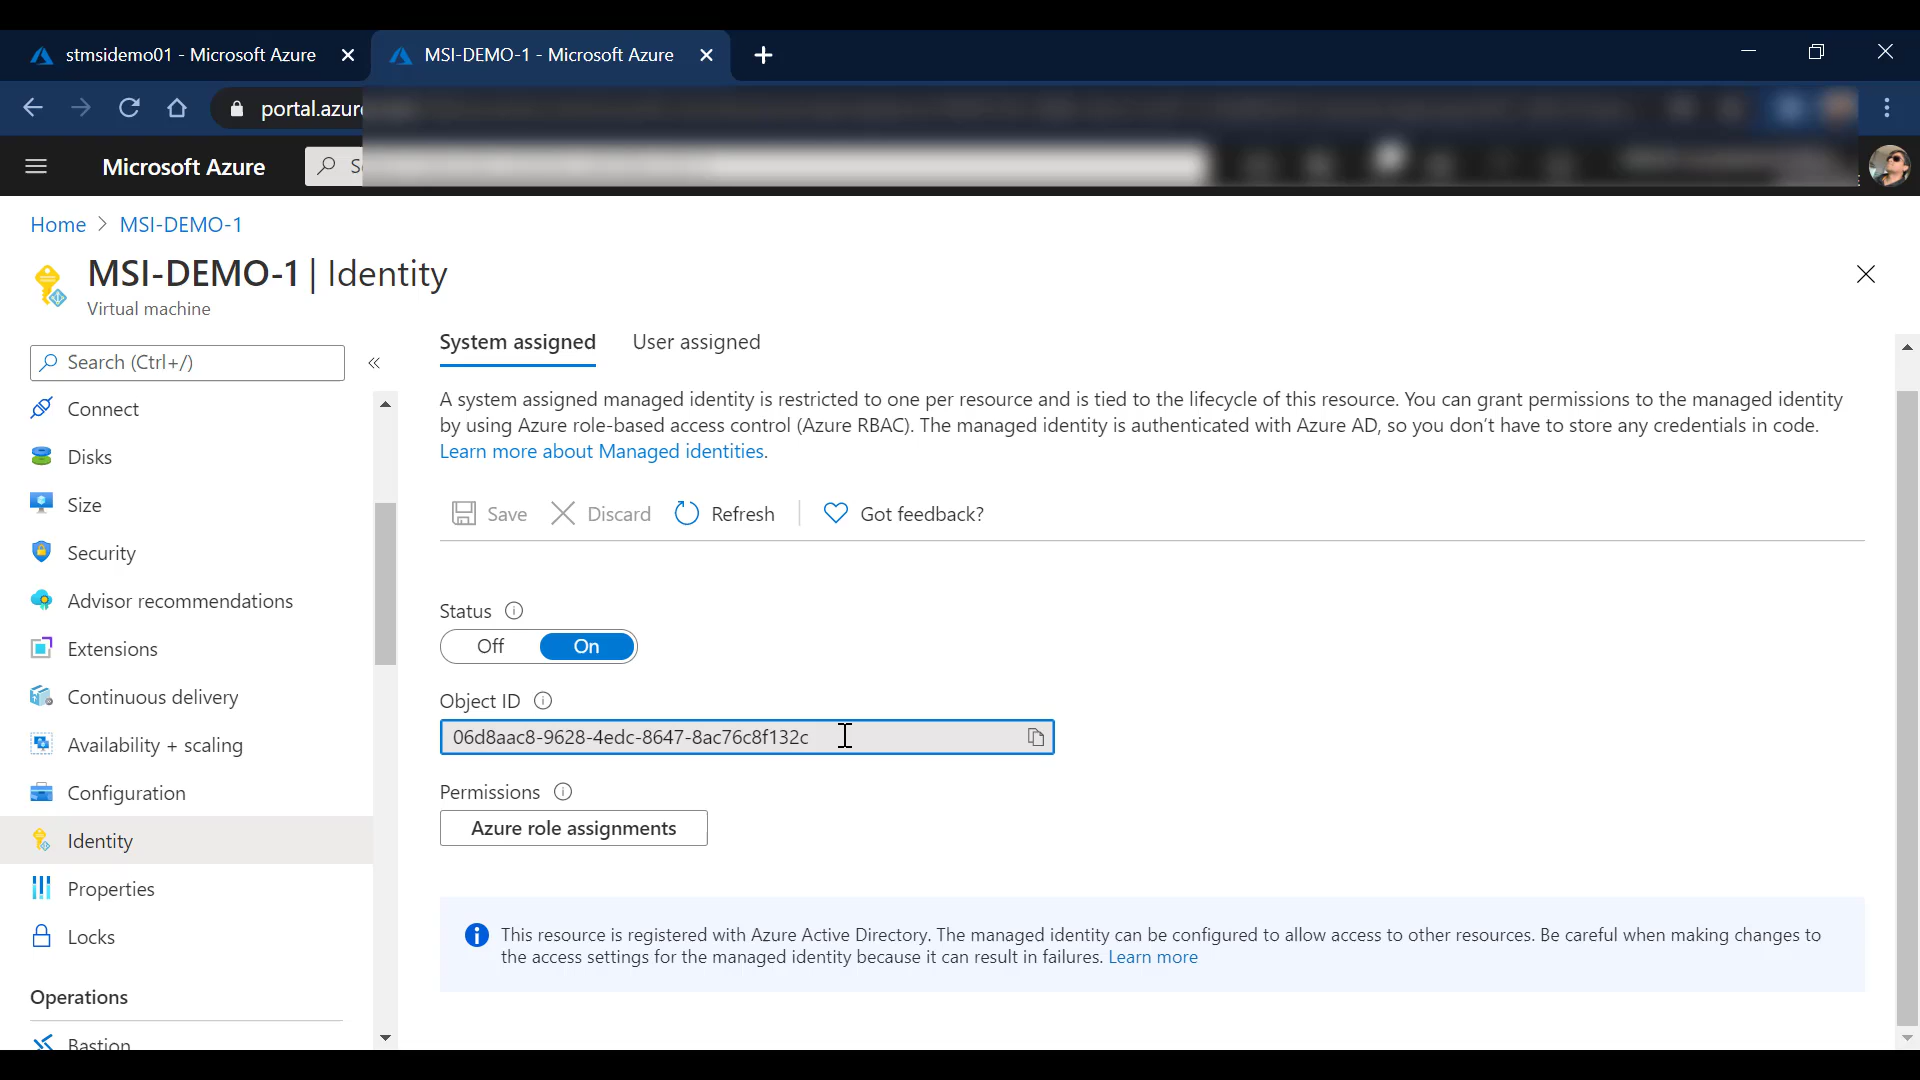 stmsidemo01 - Microsoft Azure
MSI-DEMO-1 - Microsoft Azure
Microsoft Azure
Home > MSI-DEMO-1
MSI-DEMO-1 | Identity
Virtual machine
Search (Ctrl+/)
«
Connect
Disks
Size
Security
Advisor recommendations
Extensions
Continuous delivery
Availability + scaling
Configuration
Identity
Properties
Locks
Operations
Bastion
System assigned
User assigned
A system assigned managed identity is restricted to one per resource and is tied to the lifecycle of this resource. You can grant permissions to the managed identity
by using Azure role-based access control (Azure RBAC). The managed identity is authenticated with Azure AD, so you don't have to store any credentials in code.
Learn more about Managed identities.
Save
Discard
Refresh
Got feedback?
Status
Off
On
Object ID
06d8aac8-9628-4edc-8647-8ac76c8f132c
Permissions
Azure role assignments
This resource is registered with Azure Active Directory. The managed identity can be configured to allow access to other resources. Be careful when making changes to
the access settings for the managed identity because it can result in failures. Learn more